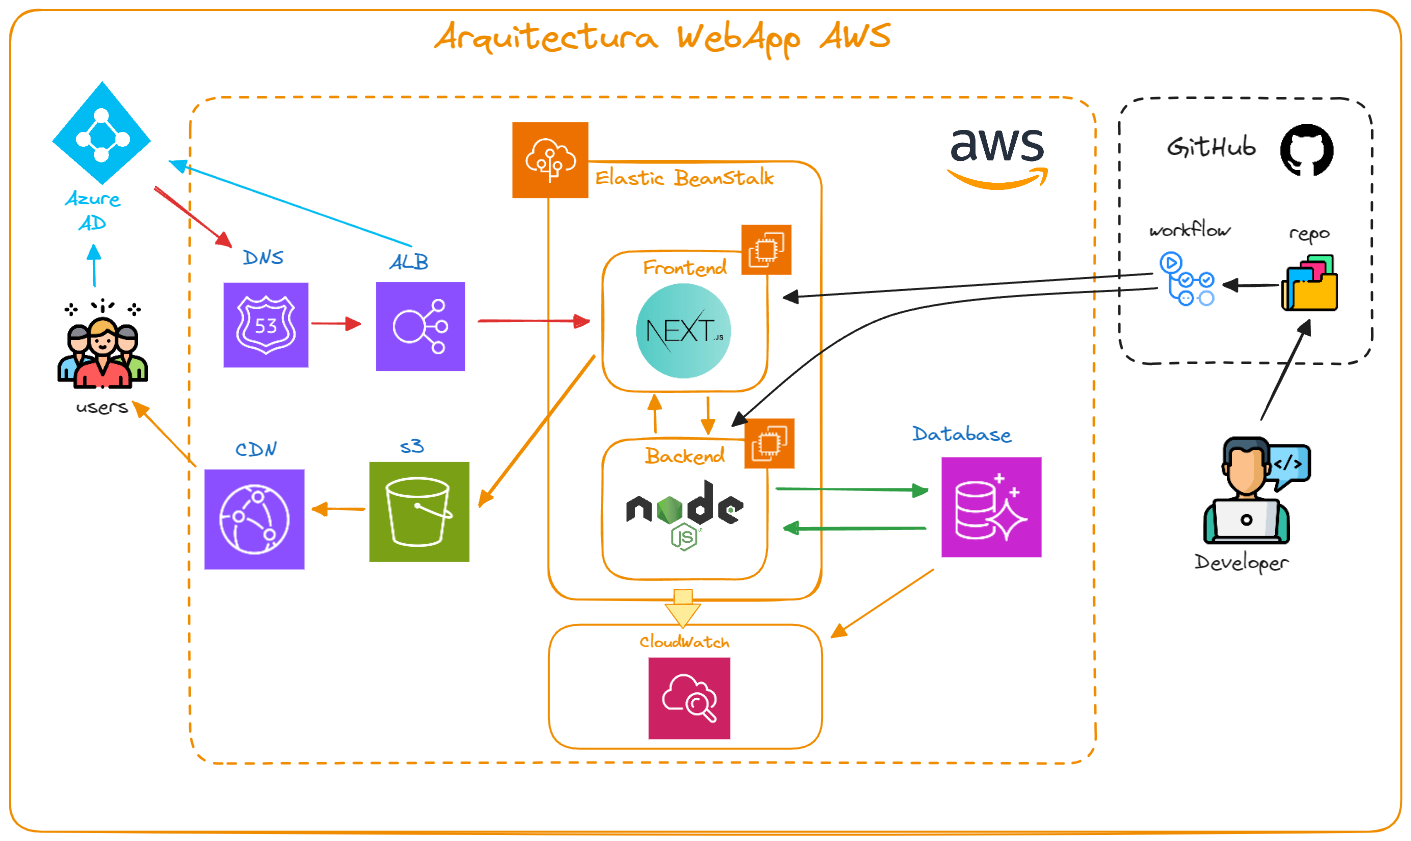 Arquitectura WebApp AWS
Azure
AD
users
DNS
53
ALB
CDN
s3
Elastic BeanStalk
Frontend
NEXT.JS
Backend
node
JS
CloudWatch
aws
Database
GitHub
workflow
repo
</>
Developer